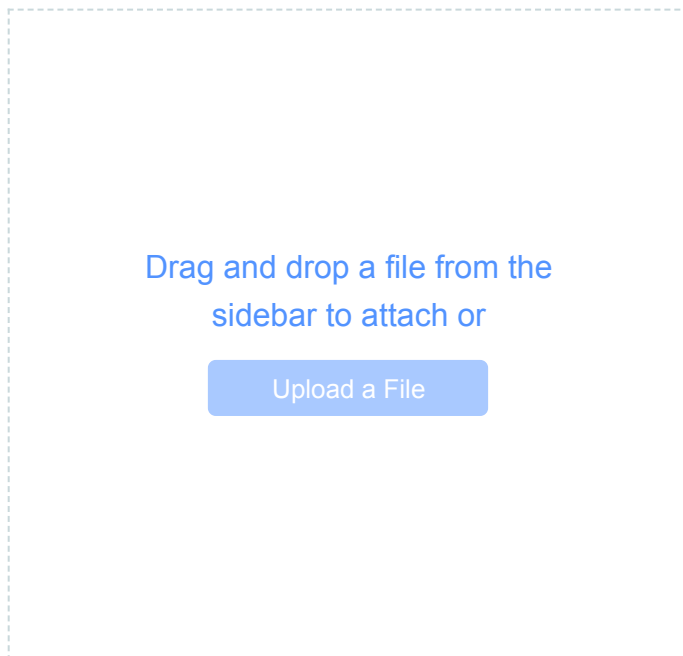 Drag and drop a file from the
sidebar to attach or
Upload a File